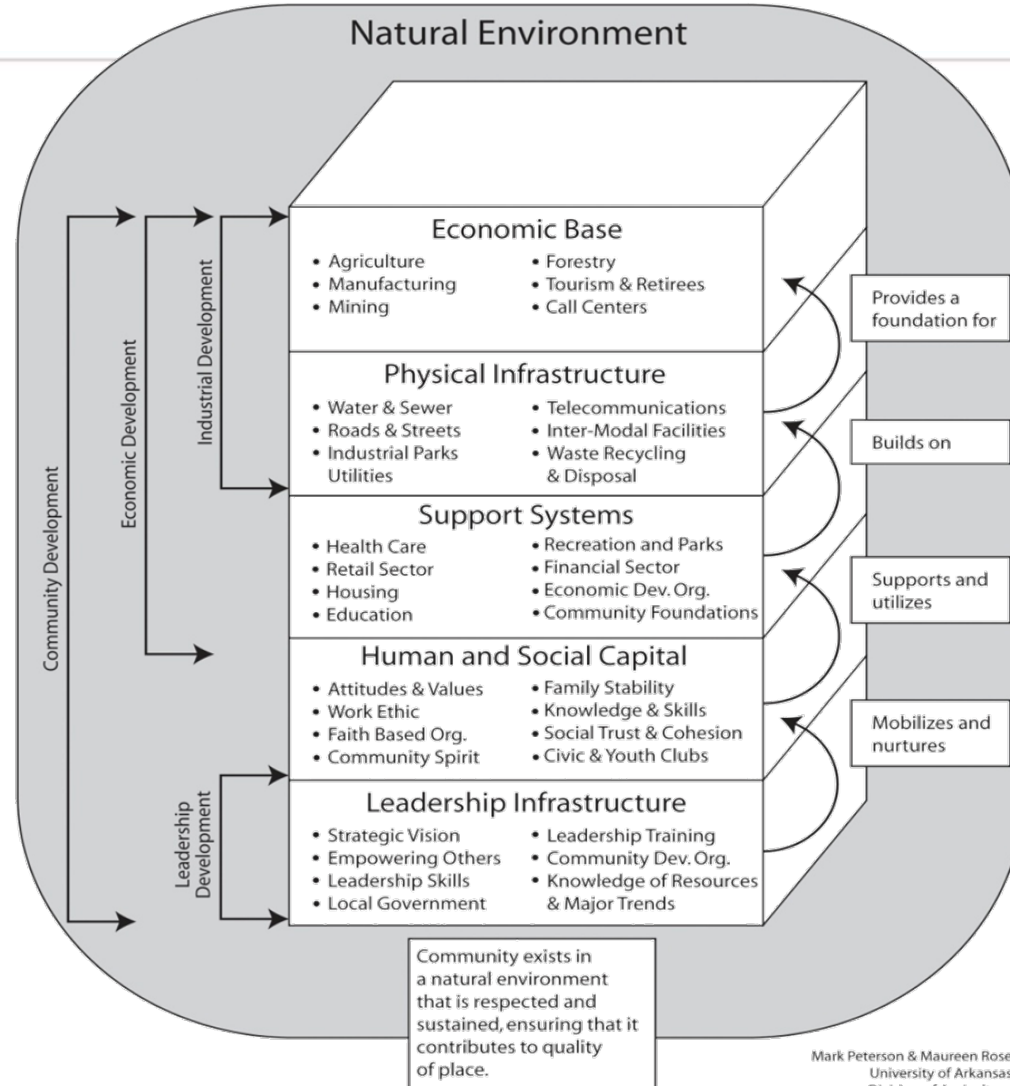 Natural Environment
Community Development
Economic Development
Industrial Development
Economic Base
• Agriculture
• Manufacturing
• Mining
• Forestry
• Tourism & Retirees
• Call Centers
Provides a
foundation for
Physical Infrastructure
• Water & Sewer
• Roads & Streets
• Industrial Parks
Utilities
• Telecommunications
• Inter-Modal Facilities
• Waste Recycling
& Disposal
Builds on
Support Systems
• Health Care
• Retail Sector
• Housing
• Education
• Recreation and Parks
• Financial Sector
• Economic Dev. Org.
• Community Foundations
Supports and
utilizes
Human and Social Capital
• Attitudes & Values
• Work Ethic
• Faith Based Org.
• Community Spirit
• Family Stability
• Knowledge & Skills
• Social Trust & Cohesion
• Civic & Youth Clubs
Mobilizes and
nurtures
Leadership
Development
Leadership Infrastructure
• Strategic Vision
• Empowering Others
• Leadership Skills
• Local Government
• Leadership Training
• Community Dev. Org.
• Knowledge of Resources
& Major Trends
Community exists in
a natural environment
that is respected and
sustained, ensuring that it
contributes to quality
of place.
Mark Peterson & Maureen Rose
University of Arkansas